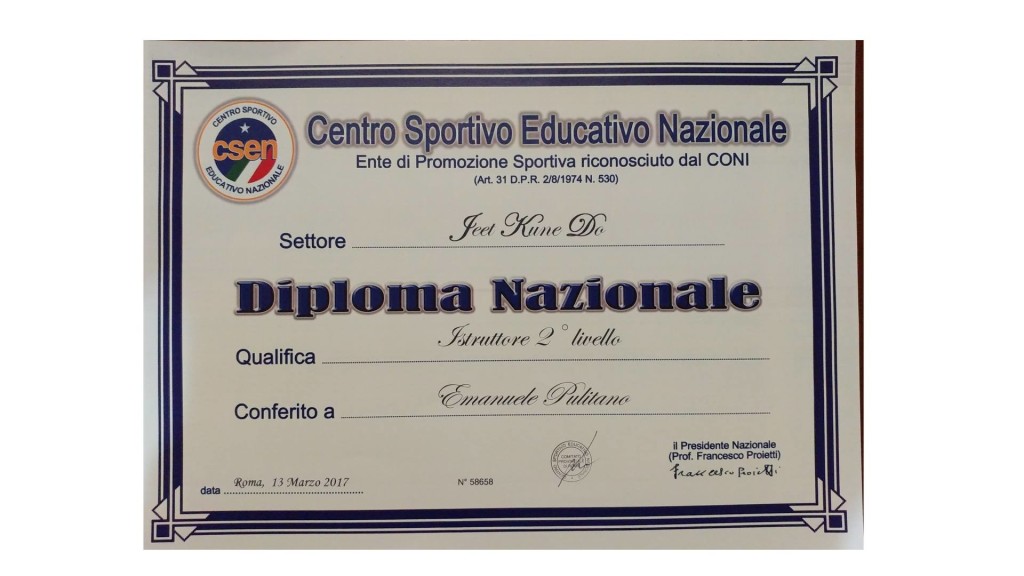 CENTRO SPORTIVO
csen
EDUCATIVO NAZIONALE
Centro Sportivo Educativo Nazionale
Ente di Promozione Sportiva riconosciuto dal CONI
(Art. 31 D.P.R. 2/8/1974 N. 530)
Settore Jeet Kune Do
Diploma Nazionale
Qualifica Istruttore 2° livello
Conferito a Emanuele Pulitano
il Presidente Nazionale
(Prof. Francesco Proietti)
Francesco Proietti
data Roma, 13 Marzo 2017
N° 58658